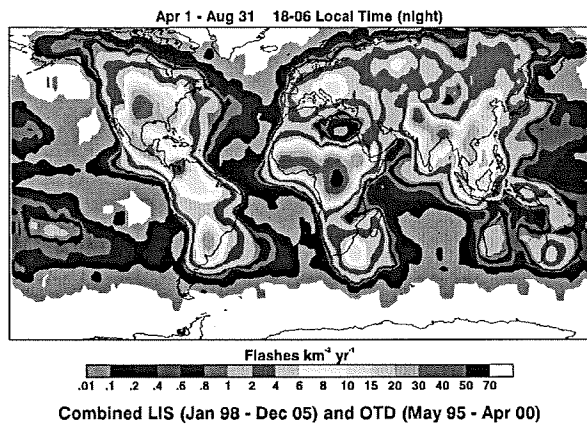 Apr 1 - Aug 31 18-06 Local Time (night)
Flashes km⁻² yr⁻¹
.01 .1 .2 .4 .6 .8 1 2 4 6 8 10 15 20 30 40 50 70
Combined LIS (Jan 98 - Dec 05) and OTD (May 95 - Apr 00)